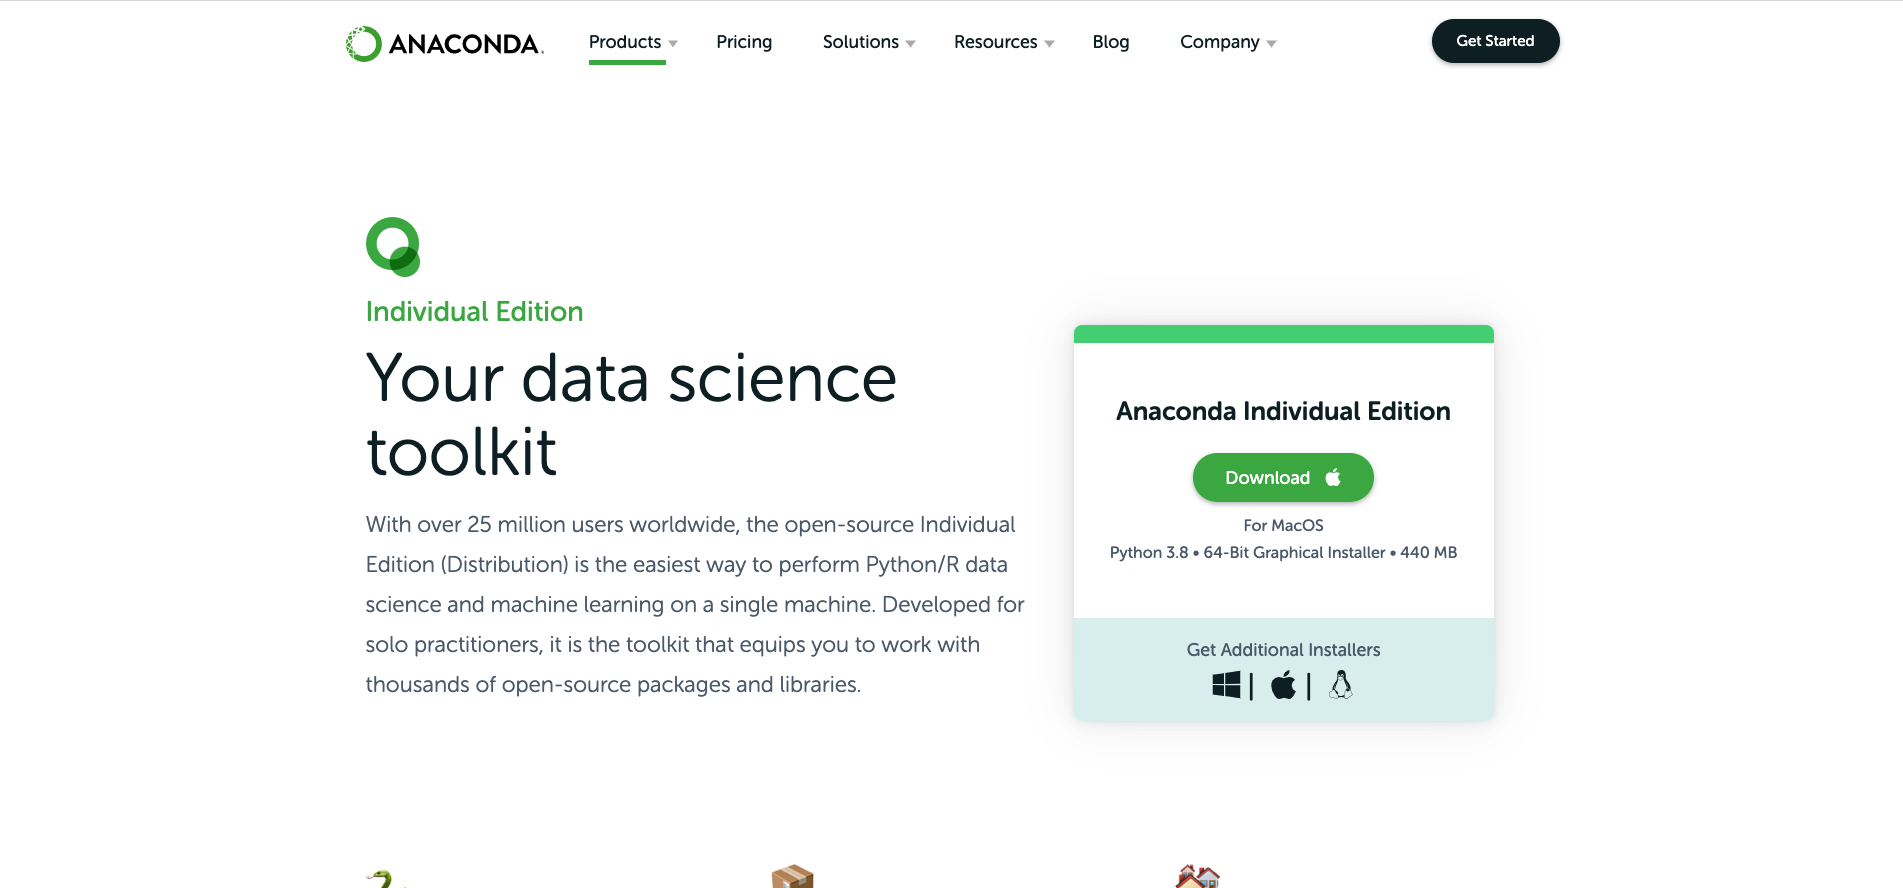 ANACONDA.
Products
Pricing
Solutions
Resources
Blog
Company
Get Started
Individual Edition
Your data science
toolkit
With over 25 million users worldwide, the open-source Individual
Edition (Distribution) is the easiest way to perform Python/R data
science and machine learning on a single machine. Developed for
solo practitioners, it is the toolkit that equips you to work with
thousands of open-source packages and libraries.
Anaconda Individual Edition
Download
For MacOS
Python 3.8 • 64-Bit Graphical Installer • 440 MB
Get Additional Installers
| |